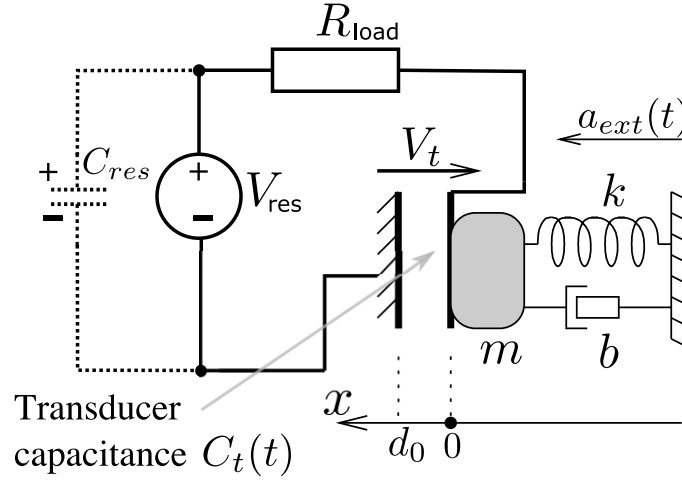 R_load
a_ext(t)
V_t
+ C_res
+ V_res
k
m
b
Transducer
capacitance C_t(t)
x
d_0 0